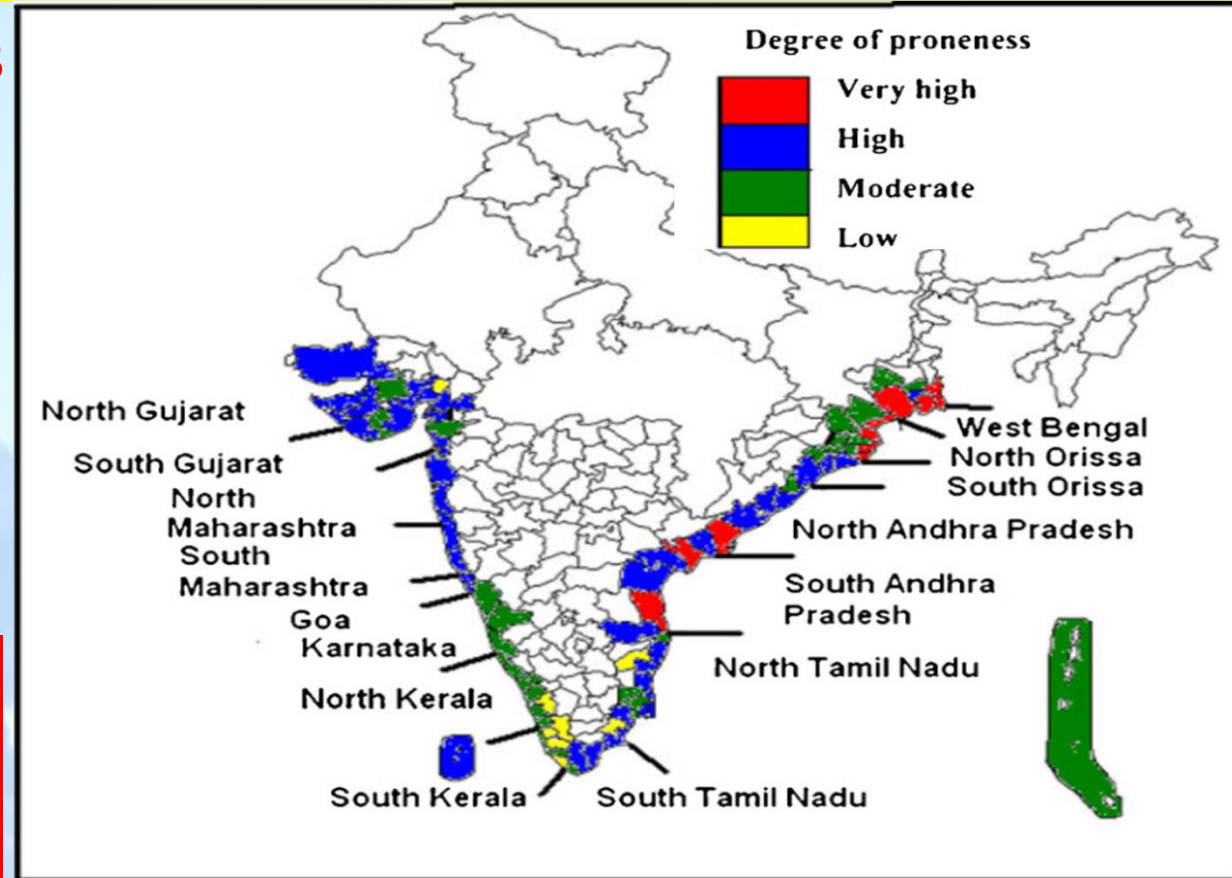 Degree of proneness
Very high
High
Moderate
Low
North Gujarat
South Gujarat
North
Maharashtra
South
Maharashtra
Goa
Karnataka
North Kerala
South Kerala
South Tamil Nadu
West Bengal
North Orissa
South Orissa
North Andhra Pradesh
South Andhra
Pradesh
North Tamil Nadu